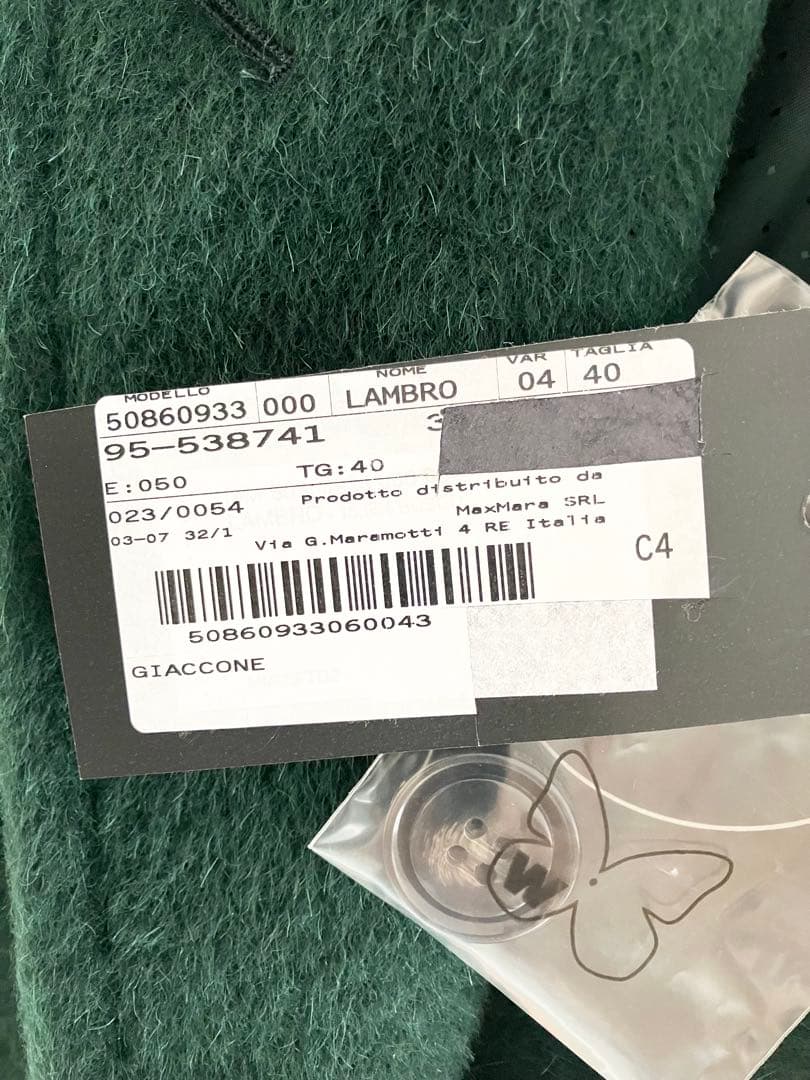 MODELLO NOME VAR TAGLIA
50860933 000 LAMBRO 04 40
95-538741 3
E:050 TG:40
023/0054 Prodotto distribuito da
MaxMara SRL
03-07 32/1 Via G.Maramotti 4 RE Italia
C4
50860933060043
GIACCONE
W